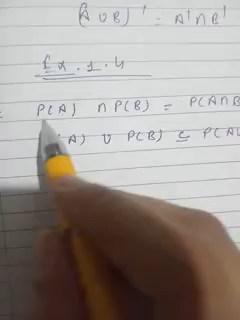 (A ∪ B)' = A' ∩ B'
Ex. 1.4
P(A) ∩ P(B) = P(A∩B
(A) ∪ P(B) ⊆ P(A